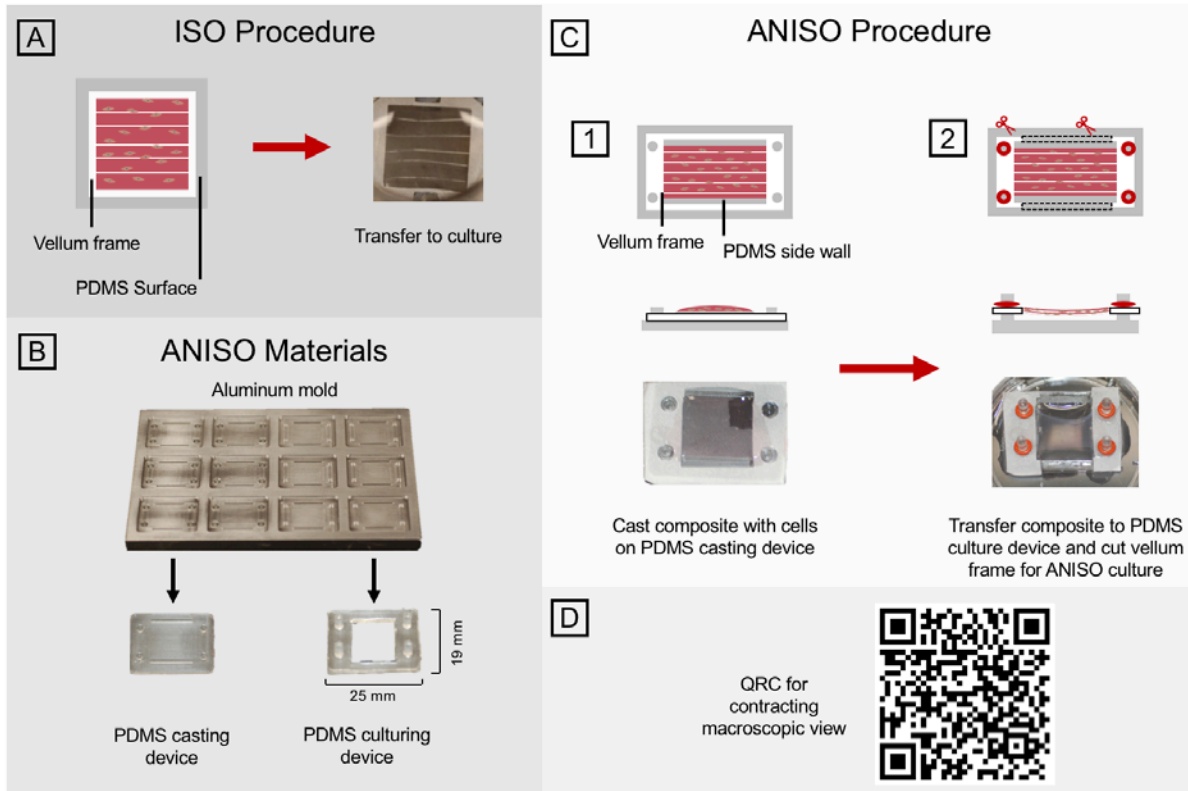 A
ISO Procedure
Vellum frame
PDMS Surface
Transfer to culture
B
ANISO Materials
Aluminum mold
19 mm
25 mm
PDMS casting
device
PDMS culturing
device
C
ANISO Procedure
1
2
Vellum frame
PDMS side wall
Cast composite with cells
on PDMS casting device
Transfer composite to PDMS
culture device and cut vellum
frame for ANISO culture
D
QRC for
contracting
macroscopic view